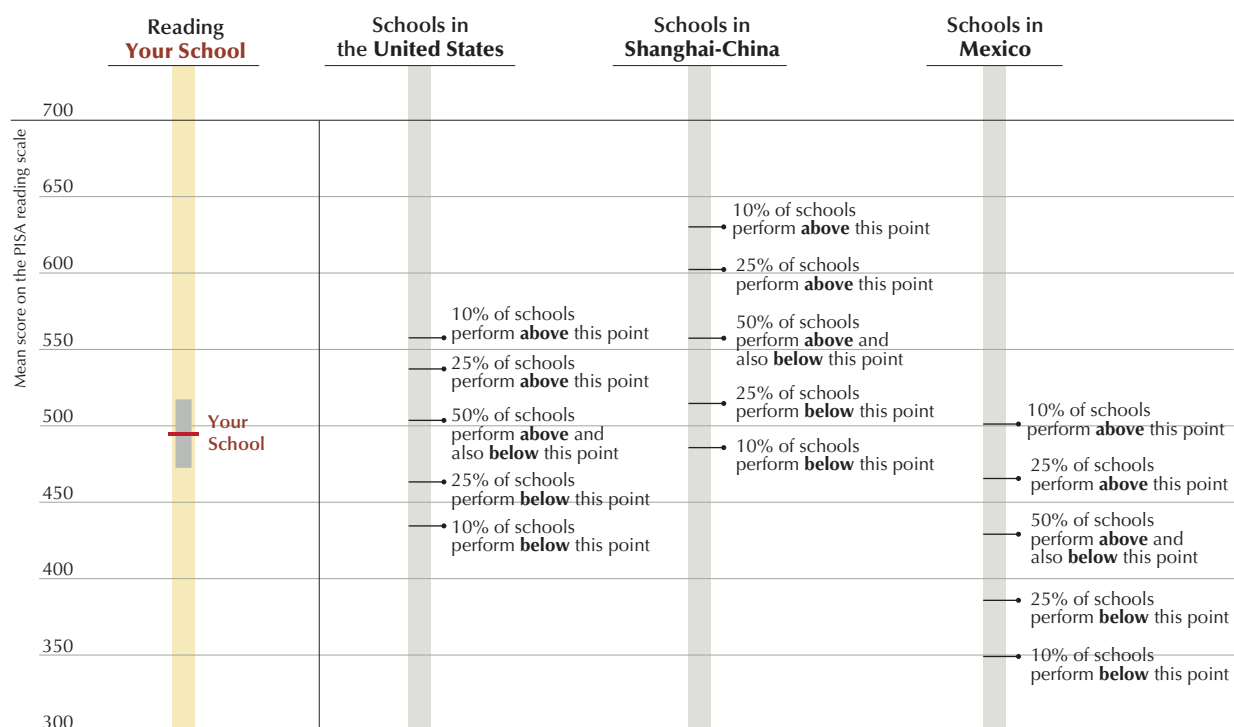 Reading
Your School
Schools in
the United States
Schools in
Shanghai-China
Schools in
Mexico
Mean score on the PISA reading scale
700
650
600
550
500
450
400
350
300
Your
School
10% of schools
perform above this point
25% of schools
perform above this point
50% of schools
perform above and
also below this point
25% of schools
perform below this point
10% of schools
perform below this point
10% of schools
perform above this point
25% of schools
perform above this point
50% of schools
perform above and
also below this point
25% of schools
perform below this point
10% of schools
perform below this point
10% of schools
perform above this point
25% of schools
perform above this point
50% of schools
perform above and
also below this point
25% of schools
perform below this point
10% of schools
perform below this point